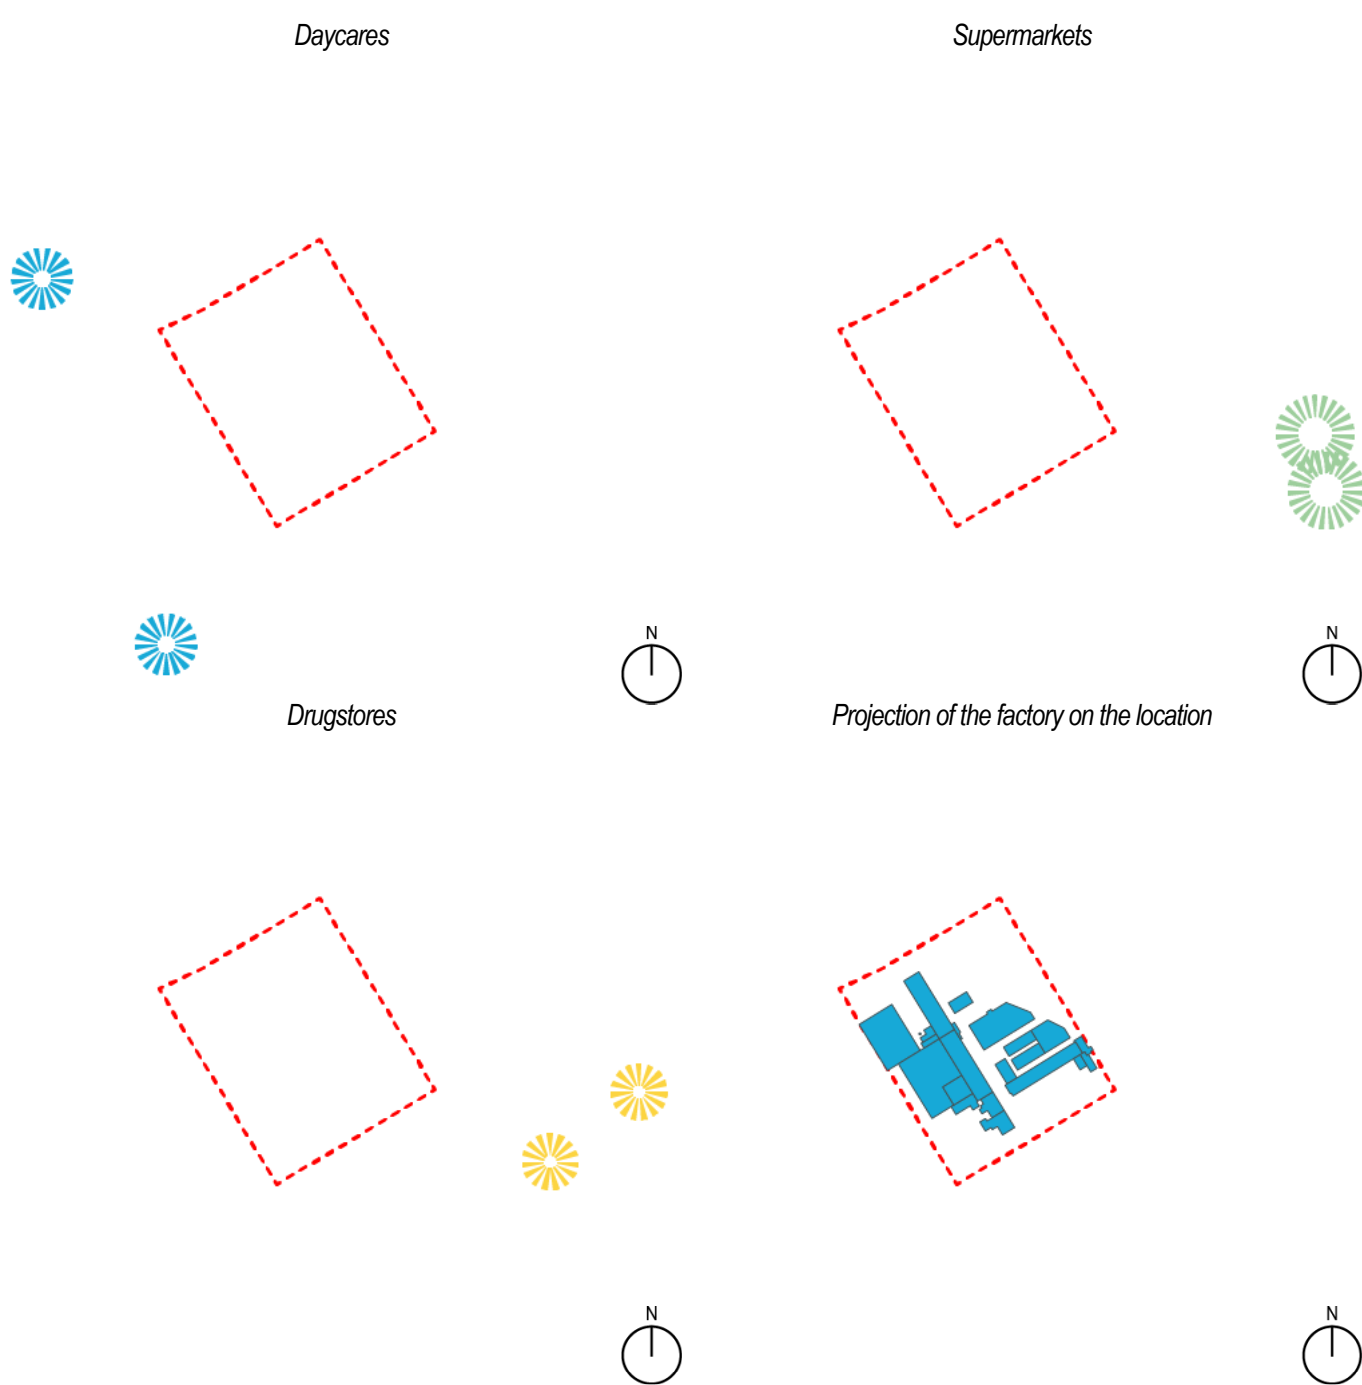 Daycares
Supermarkets
N
N
Drugstores
Projection of the factory on the location
N
N